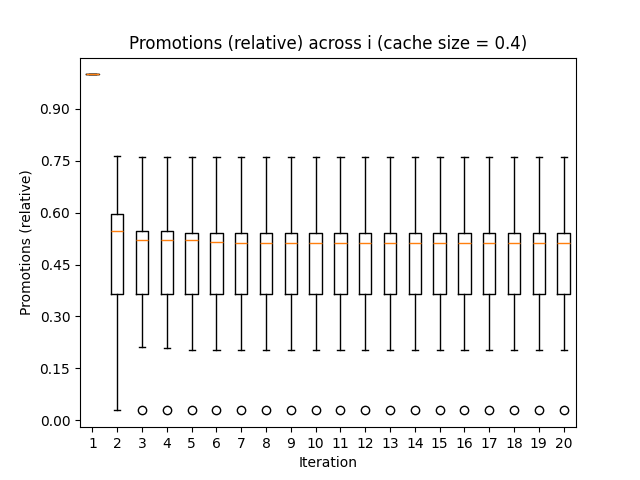 Promotions (relative) across i (cache size = 0.4)
Promotions (relative)
0.90
0.75
0.60
0.45
0.30
0.15
0.00
1 2 3 4 5 6 7 8 9 10 11 12 13 14 15 16 17 18 19 20
Iteration